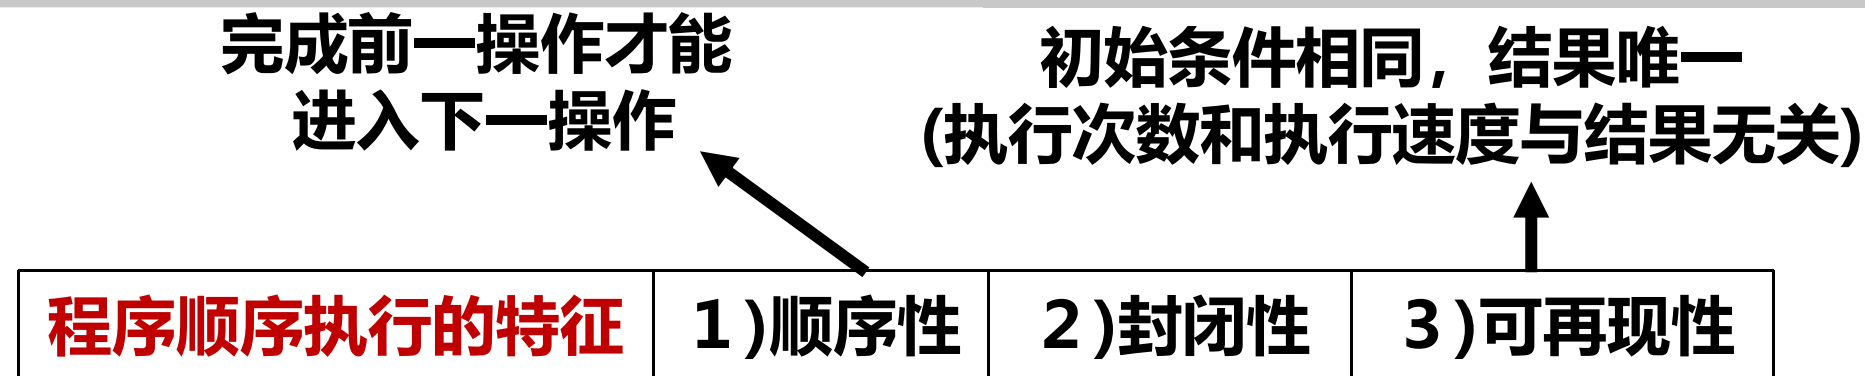 完成前一操作才能
进入下一操作
初始条件相同，结果唯一
(执行次数和执行速度与结果无关)
程序顺序执行的特征 1)顺序性 2)封闭性 3)可再现性